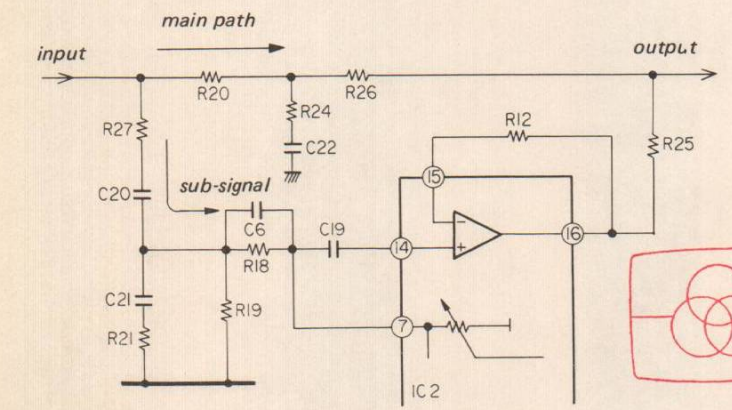 main path
input
output
R20
R26
R24
R27
C22
R12
R25
15
C20
sub-signal
C6
C19
−
+
14
16
R18
C21
R19
R21
7
IC2